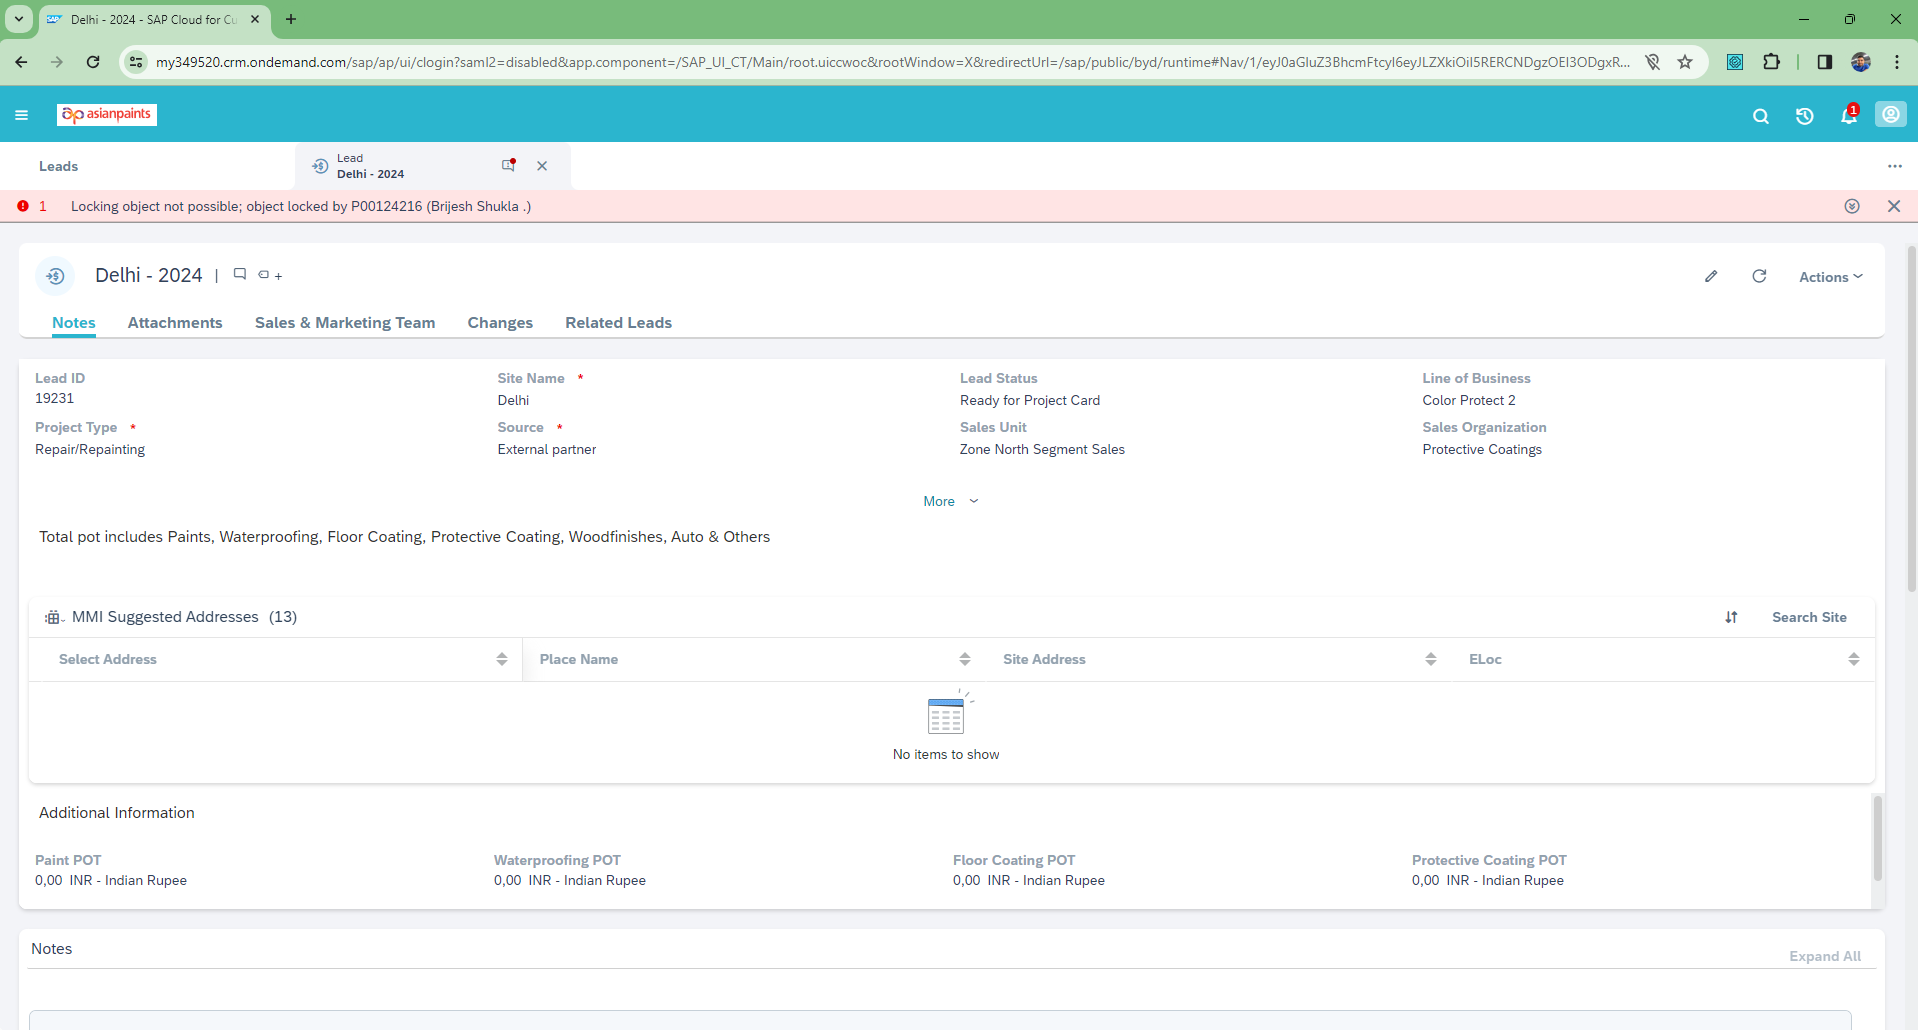 Delhi - 2024 - SAP Cloud for Cu
my349520.crm.ondemand.com/sap/ap/ui/clogin?saml2=disabled&app.component=/SAP_UI_CT/Main/root.uiccwoc&rootWindow=X&redirectUrl=/sap/public/byd/runtime#Nav/1/eyJ0aGluZ3BhcmFtcyI6eyJLZXkiOiI5RERCNDgzOEI3ODgxR...
asianpaints
1
Leads
Lead
Delhi - 2024
1 Locking object not possible; object locked by P00124216 (Brijesh Shukla .)
Delhi - 2024 | +
Actions
Notes Attachments Sales & Marketing Team Changes Related Leads
Lead ID Site Name * Lead Status Line of Business
19231 Delhi Ready for Project Card Color Protect 2
Project Type * Source * Sales Unit Sales Organization
Repair/Repainting External partner Zone North Segment Sales Protective Coatings
More
Total pot includes Paints, Waterproofing, Floor Coating, Protective Coating, Woodfinishes, Auto & Others
MMI Suggested Addresses (13) Search Site
Select Address Place Name Site Address ELoc
No items to show
Additional Information
Paint POT Waterproofing POT Floor Coating POT Protective Coating POT
0,00 INR - Indian Rupee 0,00 INR - Indian Rupee 0,00 INR - Indian Rupee 0,00 INR - Indian Rupee
Notes
Expand All